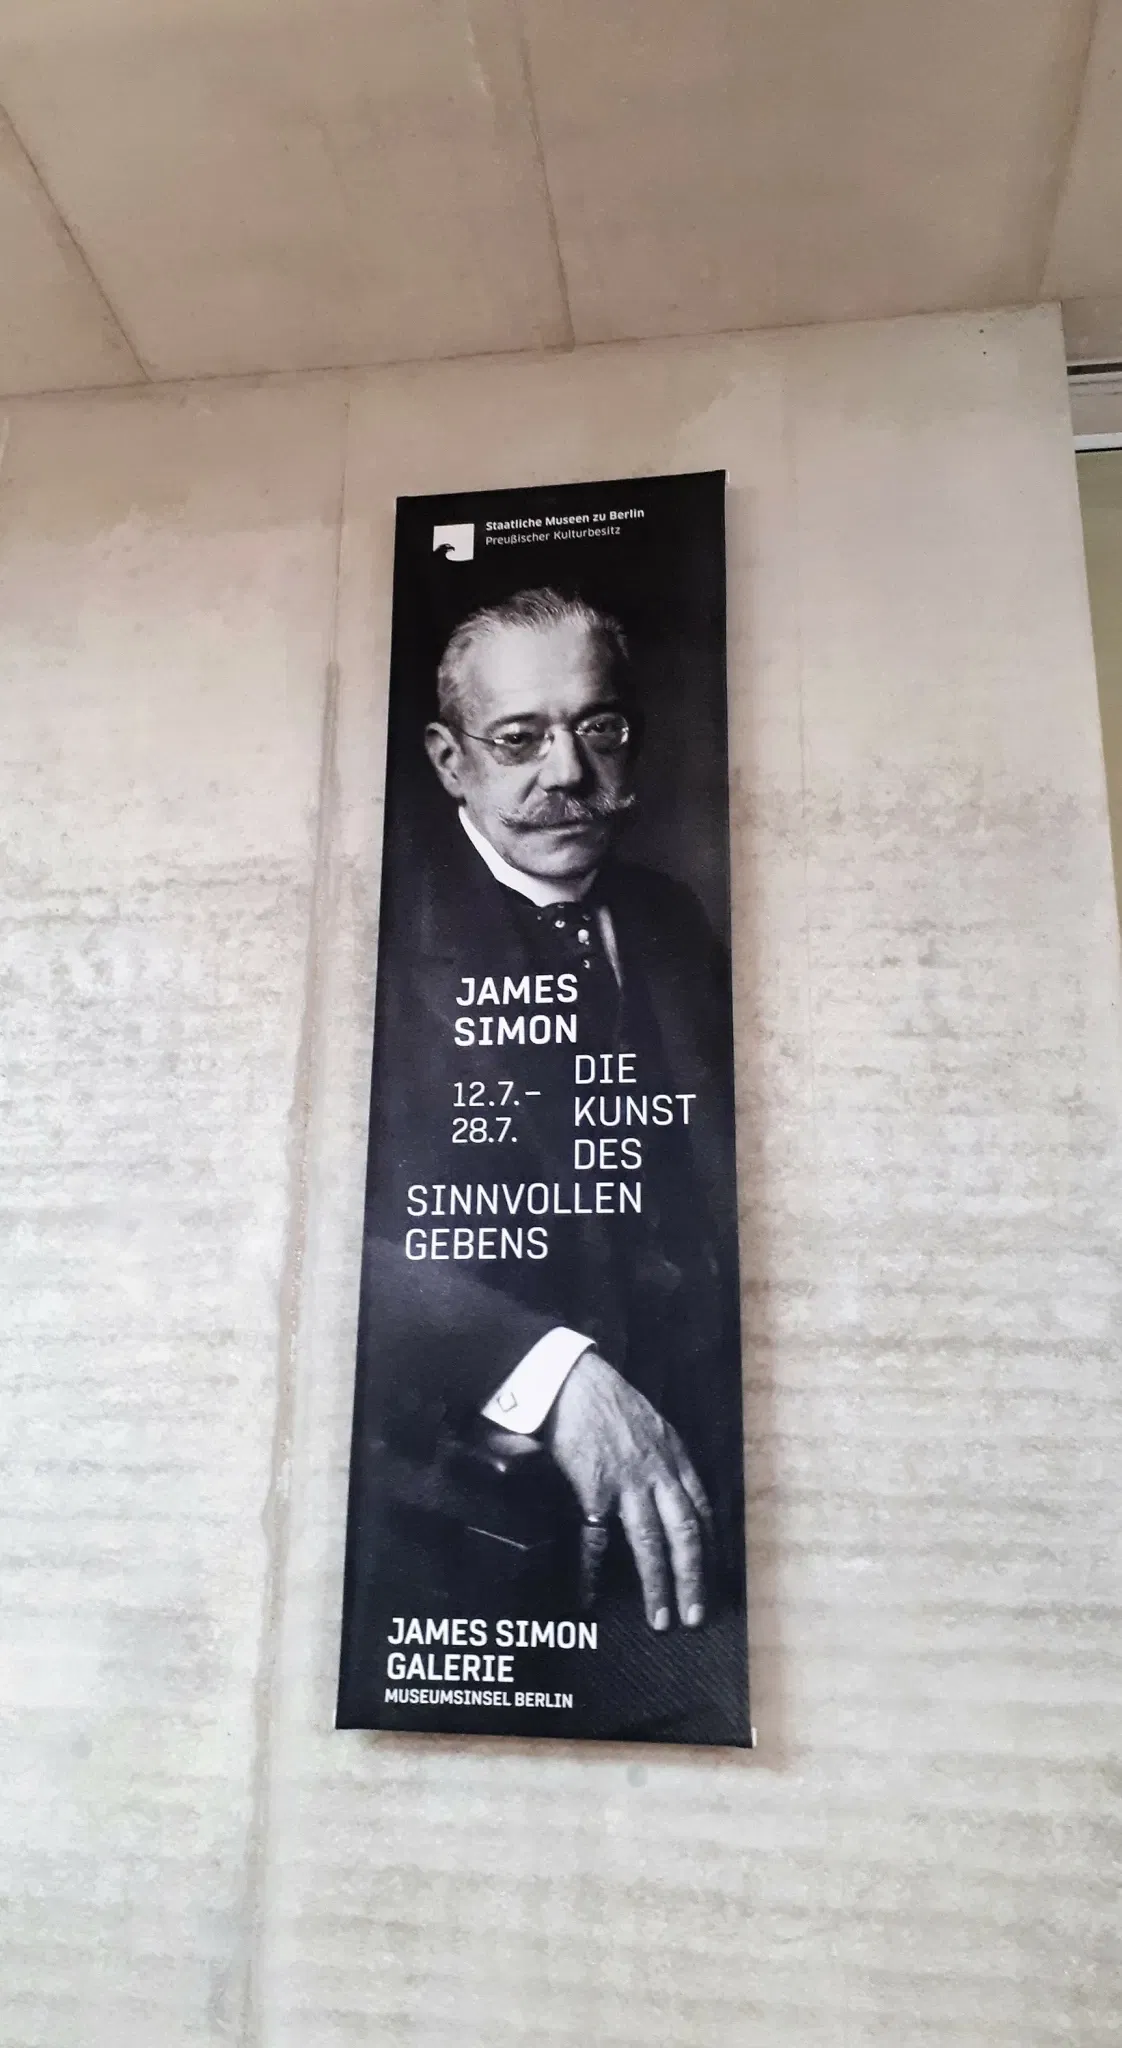 Staatliche Museen zu Berlin
Preußischer Kulturbesitz
JAMES
SIMON
12.7.–
28.7.
DIE
KUNST
DES
SINNVOLLEN
GEBENS
JAMES SIMON
GALERIE
MUSEUMSINSEL BERLIN